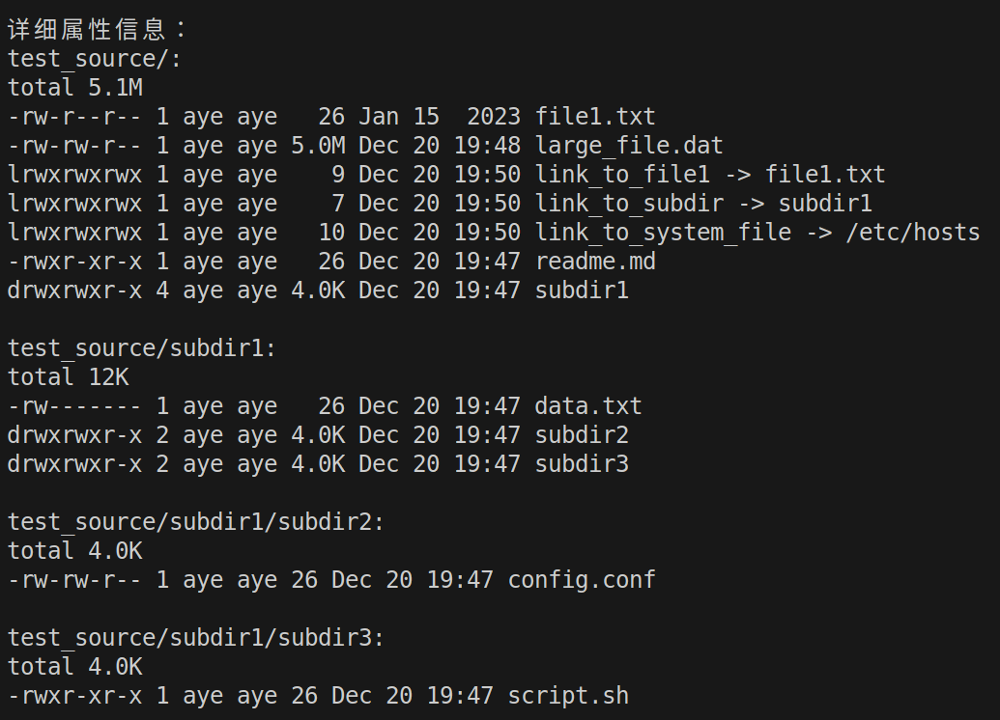 详细属性信息：
test_source/:
total 5.1M
-rw-r--r-- 1 aye aye   26 Jan 15  2023 file1.txt
-rw-rw-r-- 1 aye aye 5.0M Dec 20 19:48 large_file.dat
lrwxrwxrwx 1 aye aye    9 Dec 20 19:50 link_to_file1 -> file1.txt
lrwxrwxrwx 1 aye aye    7 Dec 20 19:50 link_to_subdir -> subdir1
lrwxrwxrwx 1 aye aye   10 Dec 20 19:50 link_to_system_file -> /etc/hosts
-rwxr-xr-x 1 aye aye   26 Dec 20 19:47 readme.md
drwxrwxr-x 4 aye aye 4.0K Dec 20 19:47 subdir1

test_source/subdir1:
total 12K
-rw------- 1 aye aye   26 Dec 20 19:47 data.txt
drwxrwxr-x 2 aye aye 4.0K Dec 20 19:47 subdir2
drwxrwxr-x 2 aye aye 4.0K Dec 20 19:47 subdir3

test_source/subdir1/subdir2:
total 4.0K
-rw-rw-r-- 1 aye aye 26 Dec 20 19:47 config.conf

test_source/subdir1/subdir3:
total 4.0K
-rwxr-xr-x 1 aye aye 26 Dec 20 19:47 script.sh